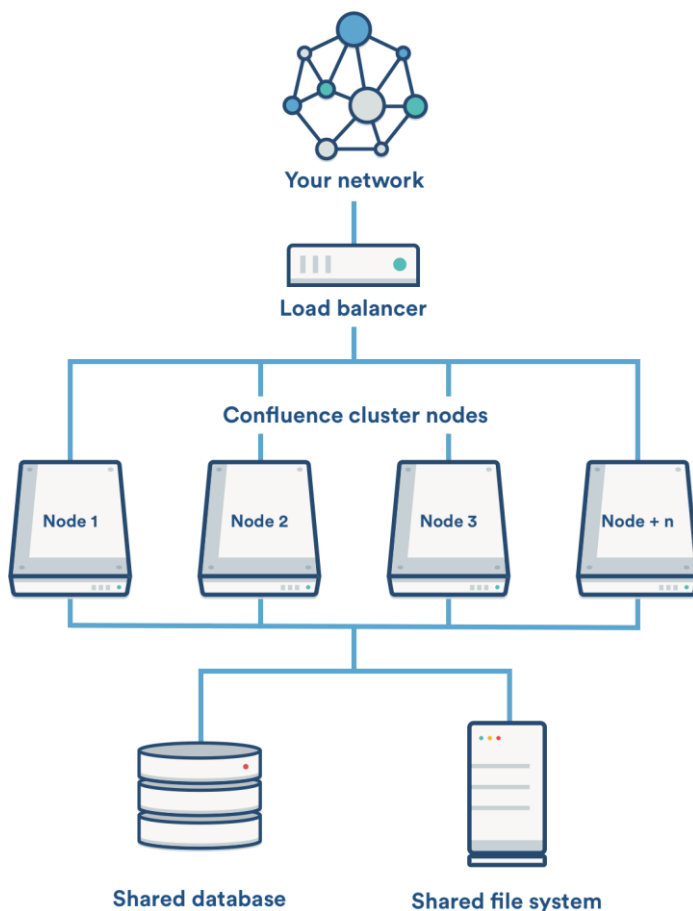 Your network
Load balancer
Confluence cluster nodes
Node 1
Node 2
Node 3
Node + n
Shared database
Shared file system